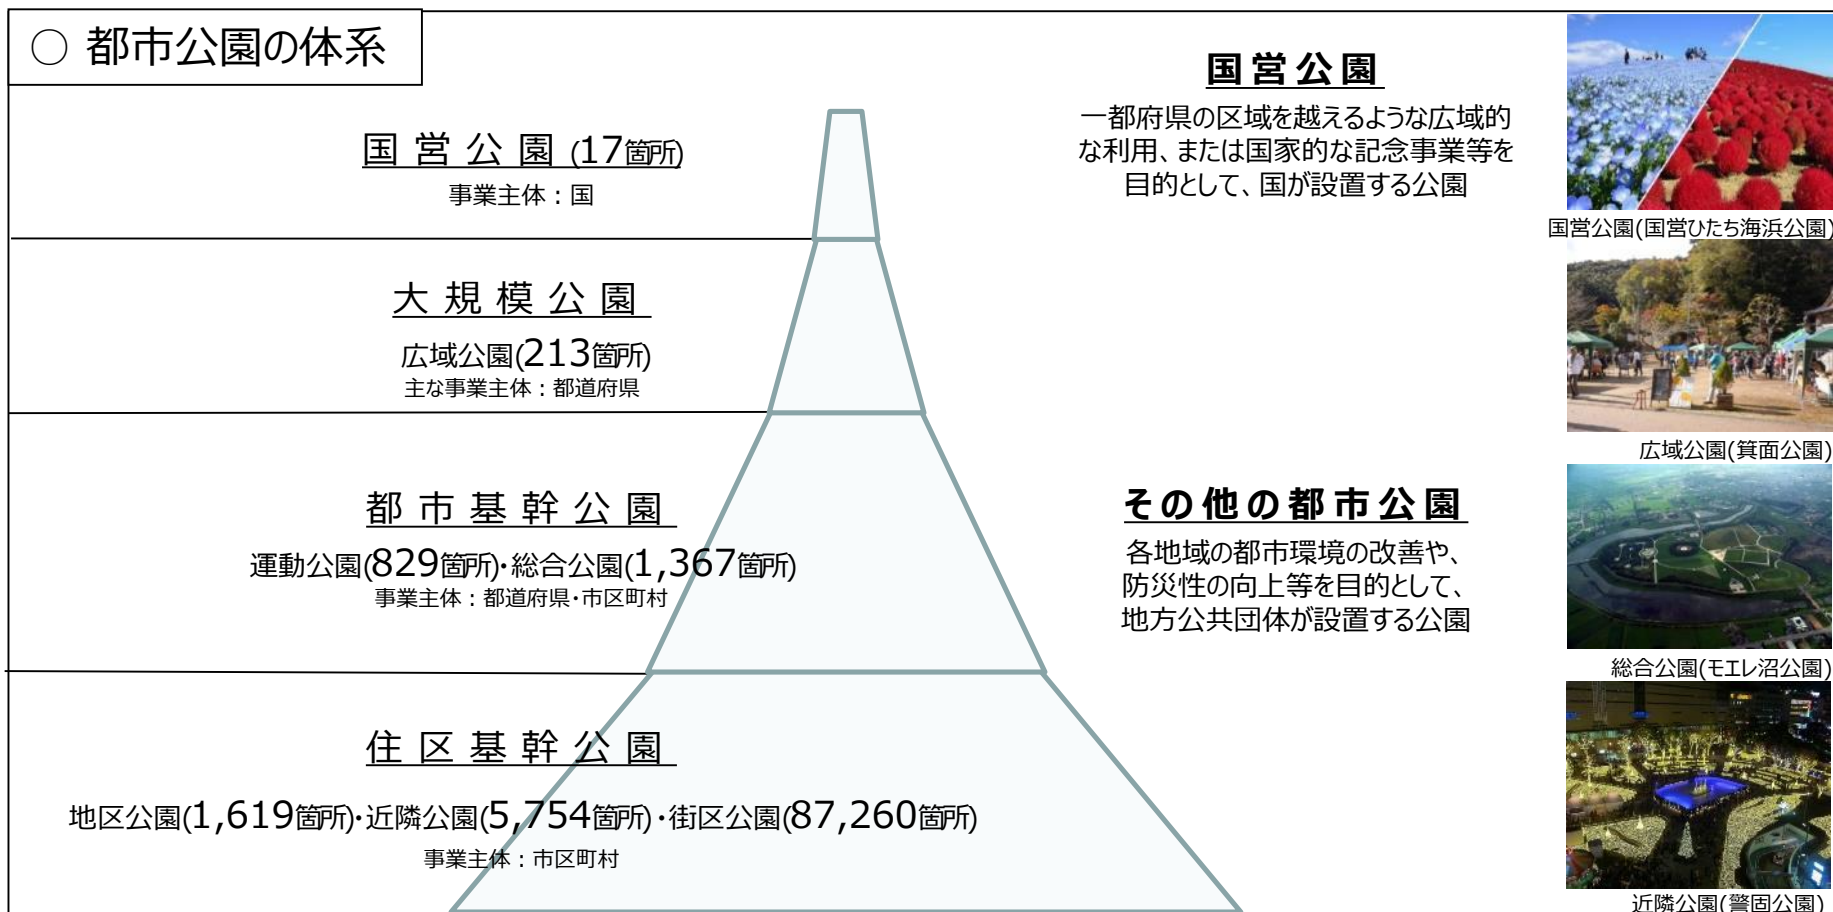 ○ 都市公園の体系
国営公園 (17箇所)
事業主体：国
大規模公園
広域公園(213箇所)
主な事業主体：都道府県
都市基幹公園
運動公園(829箇所)・総合公園(1,367箇所)
事業主体：都道府県・市区町村
住区基幹公園
地区公園(1,619箇所)・近隣公園(5,754箇所)・街区公園(87,260箇所)
事業主体：市区町村
国営公園
一都府県の区域を越えるような広域的
な利用、または国家的な記念事業等を
目的として、国が設置する公園
その他の都市公園
各地域の都市環境の改善や、
防災性の向上等を目的として、
地方公共団体が設置する公園
国営公園(国営ひたち海浜公園)
広域公園(箕面公園)
総合公園(モエレ沼公園)
近隣公園(警固公園)